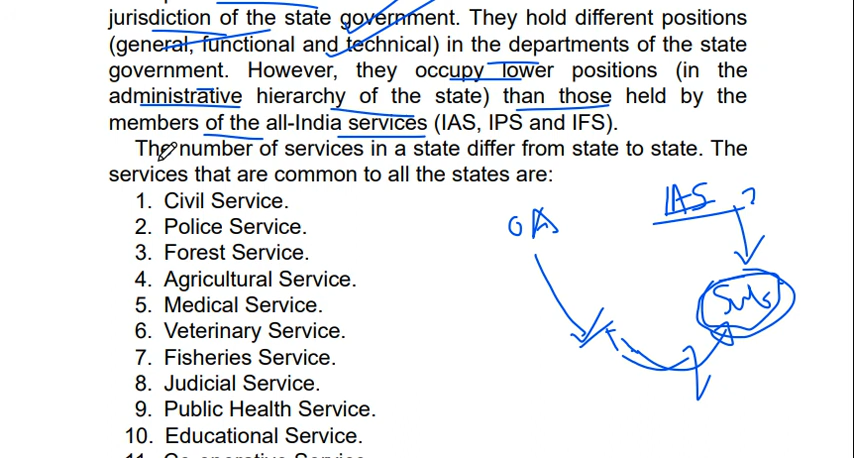 jurisdiction of the state government. They hold different positions
(general, functional and technical) in the departments of the state
government. However, they occupy lower positions (in the
administrative hierarchy of the state) than those held by the
members of the all-India services (IAS, IPS and IFS).
The number of services in a state differ from state to state. The
services that are common to all the states are:
1. Civil Service.
2. Police Service.
3. Forest Service.
4. Agricultural Service.
5. Medical Service.
6. Veterinary Service.
7. Fisheries Service.
8. Judicial Service.
9. Public Health Service.
10. Educational Service.
IAS ?
OA